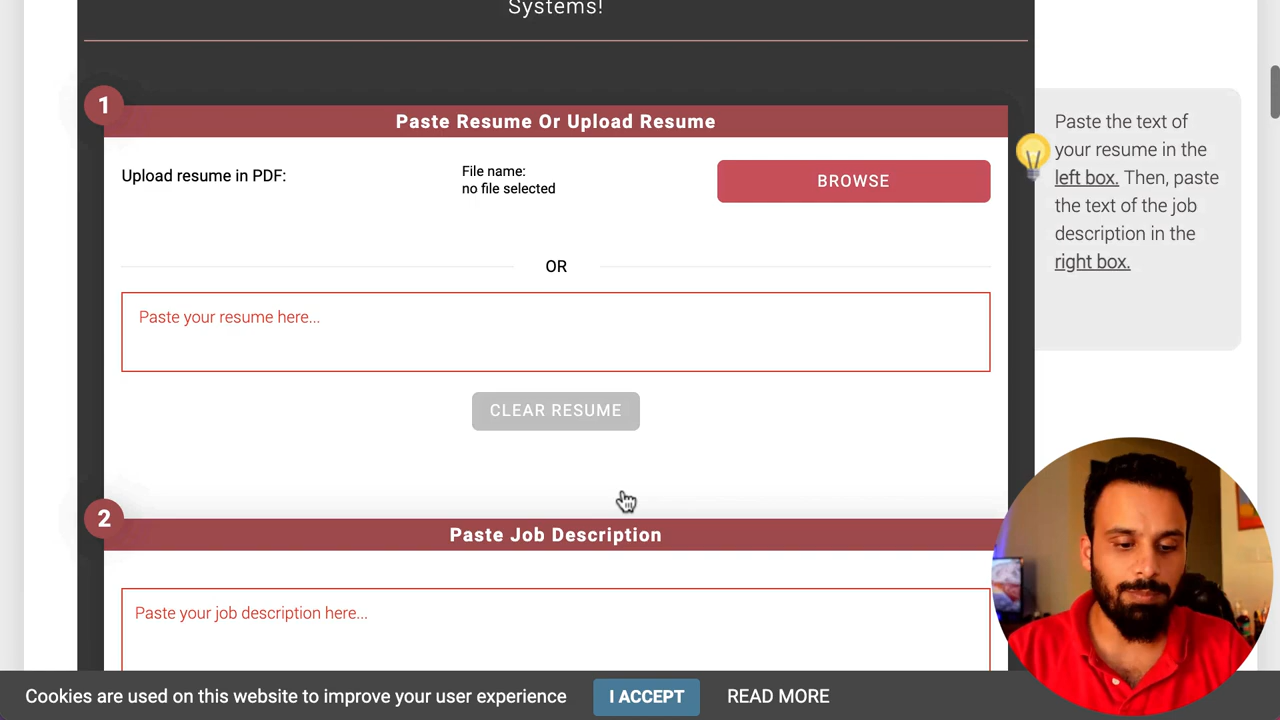 Systems!
1
Paste Resume Or Upload Resume
Upload resume in PDF:
File name:
no file selected
BROWSE
OR
Paste your resume here...
CLEAR RESUME
Paste the text of
your resume in the
left box. Then, paste
the text of the job
description in the
right box.
2
Paste Job Description
Paste your job description here...
Cookies are used on this website to improve your user experience
I ACCEPT
READ MORE